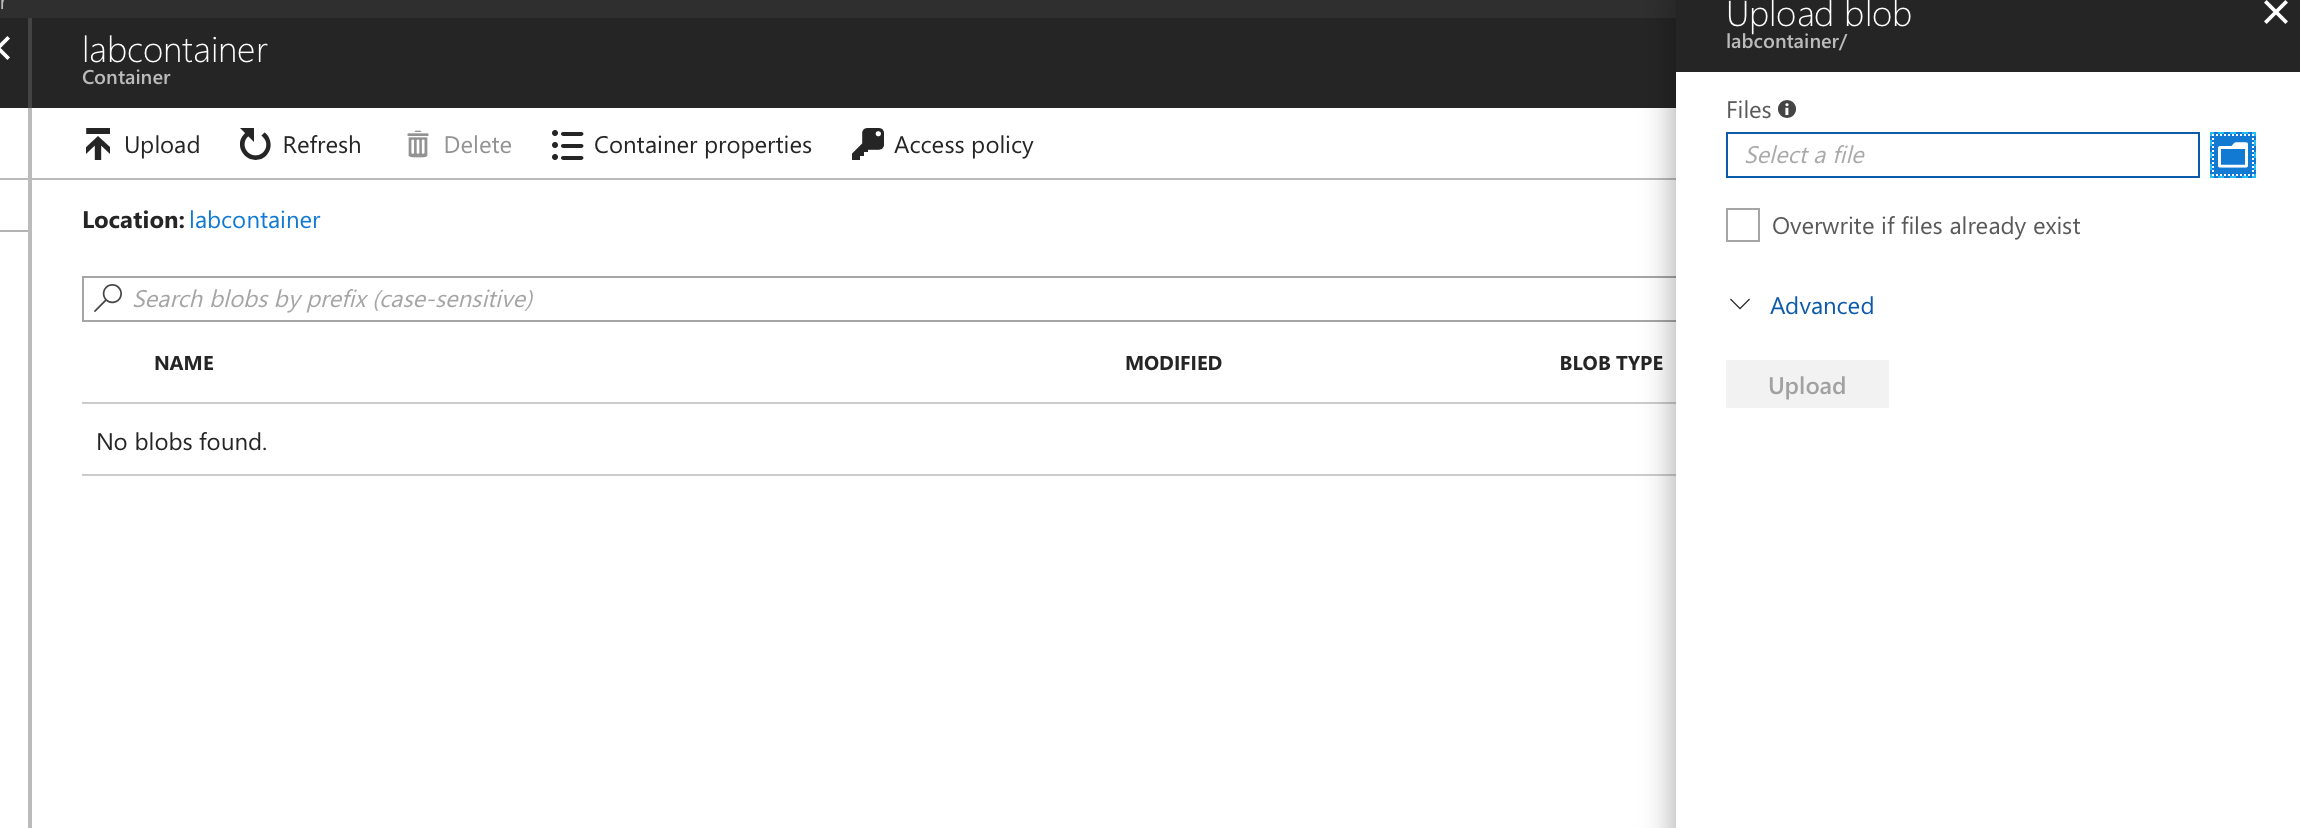 labcontainer
Container
Upload Refresh Delete Container properties Access policy
Location: labcontainer
Search blobs by prefix (case-sensitive)
NAME MODIFIED BLOB TYPE
No blobs found.
Upload blob
labcontainer/
Files
Select a file
Overwrite if files already exist
Advanced
Upload